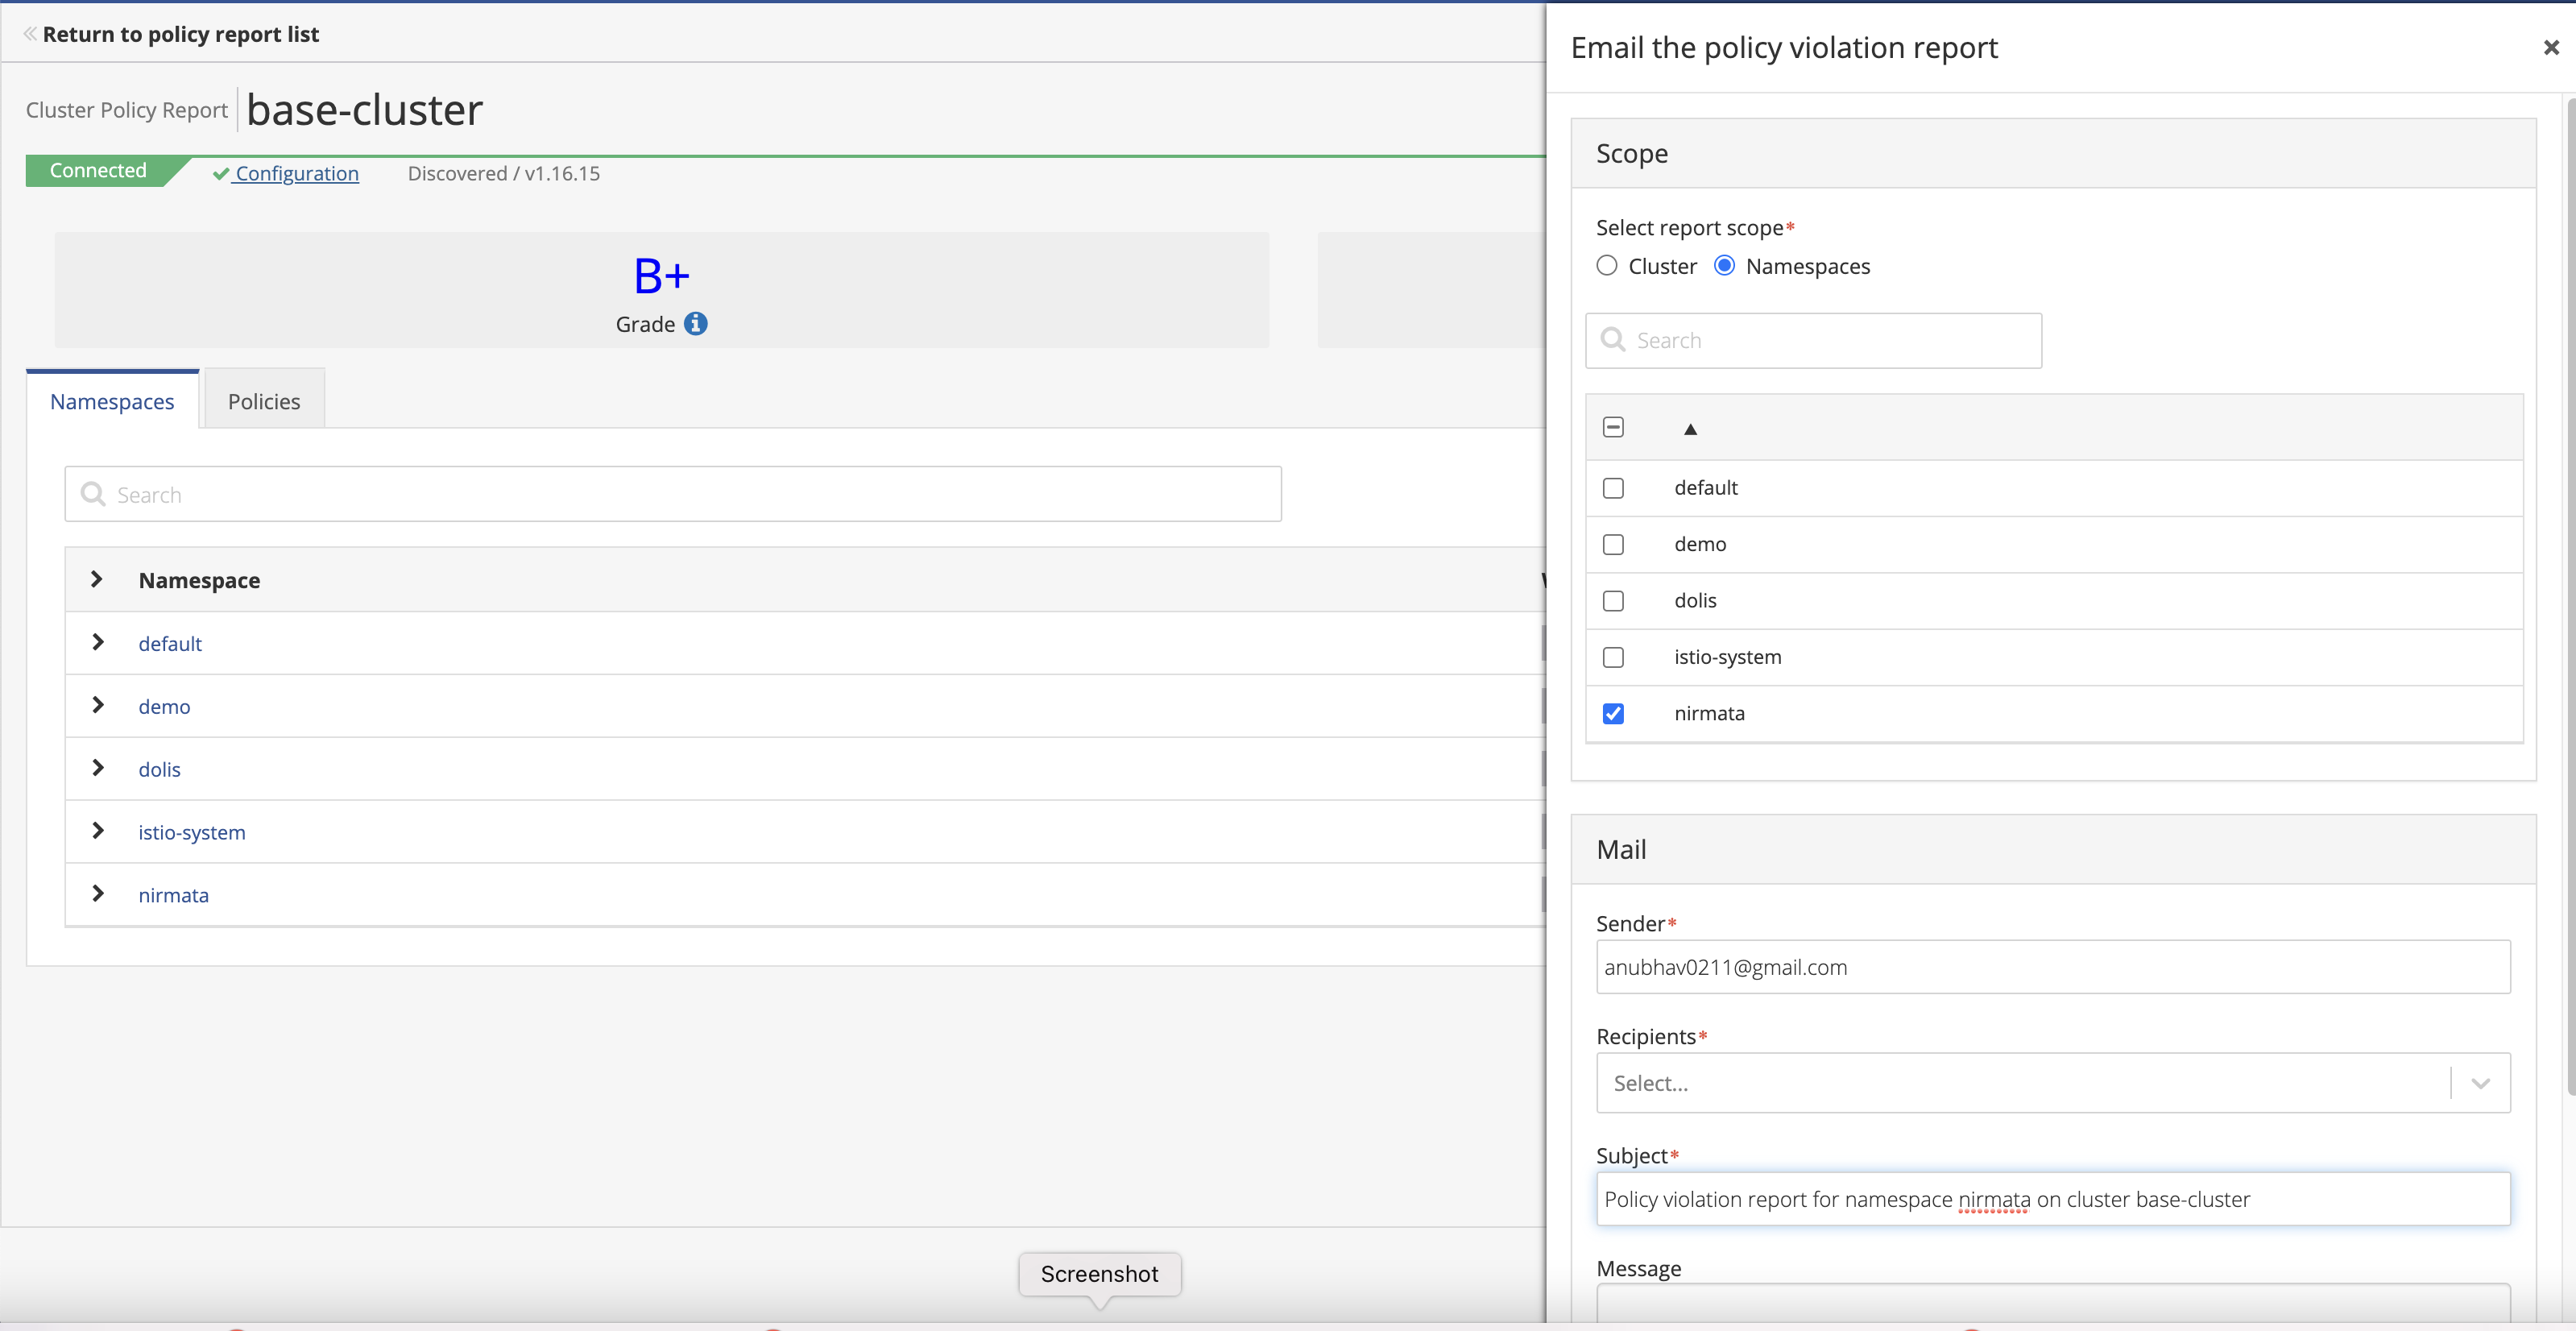 Return to policy report list
Cluster Policy Report base-cluster
Connected Configuration Discovered / v1.16.15
B+
Grade
Namespaces Policies
Search
Namespace
default
demo
dolis
istio-system
nirmata
Screenshot
Email the policy violation report
Scope
Select report scope*
Cluster Namespaces
Search
default
demo
dolis
istio-system
nirmata
Mail
Sender*
anubhav0211@gmail.com
Recipients*
Select...
Subject*
Policy violation report for namespace nirmata on cluster base-cluster
Message